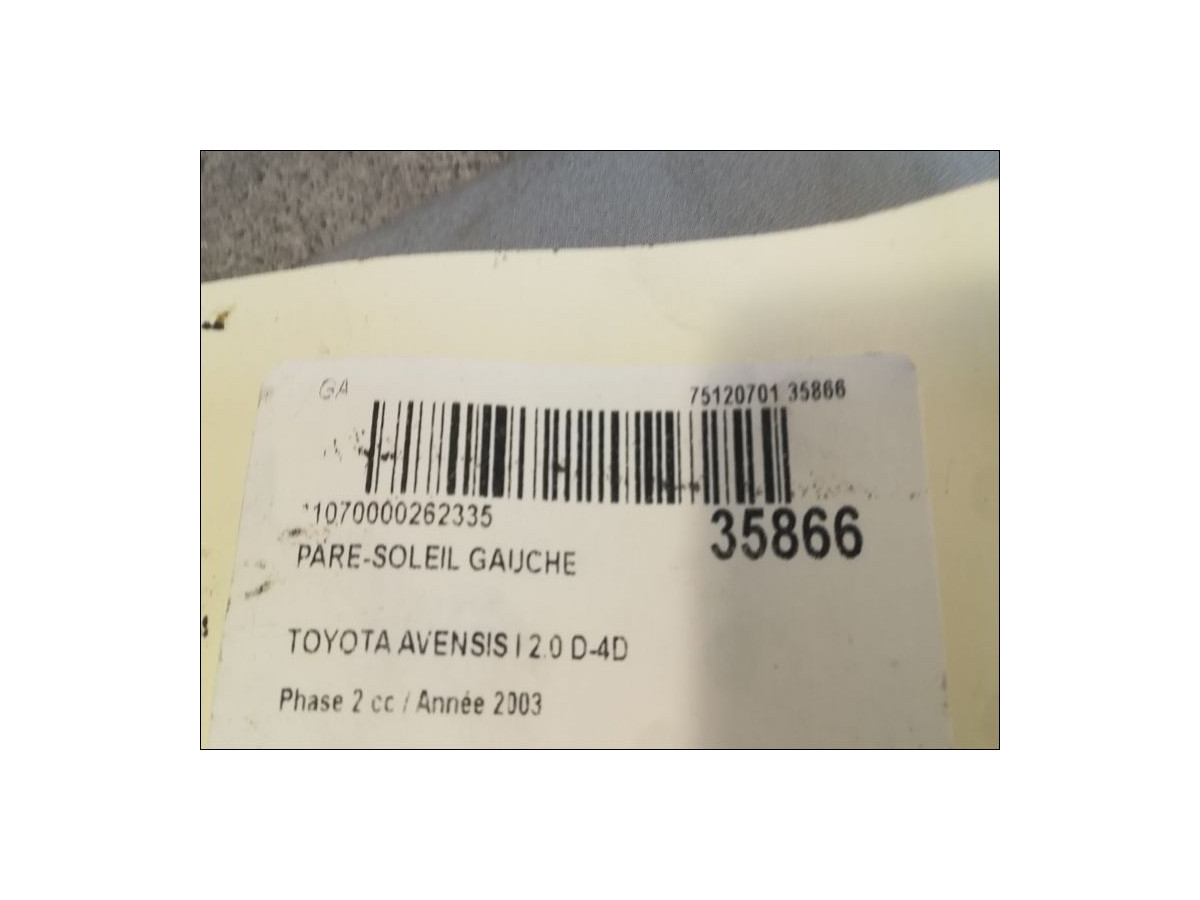 GA
75120701 35866
*1070000262335
35866
PARE-SOLEIL GAUCHE
TOYOTA AVENSIS I 2.0 D-4D
Phase 2 cc / Année 2003